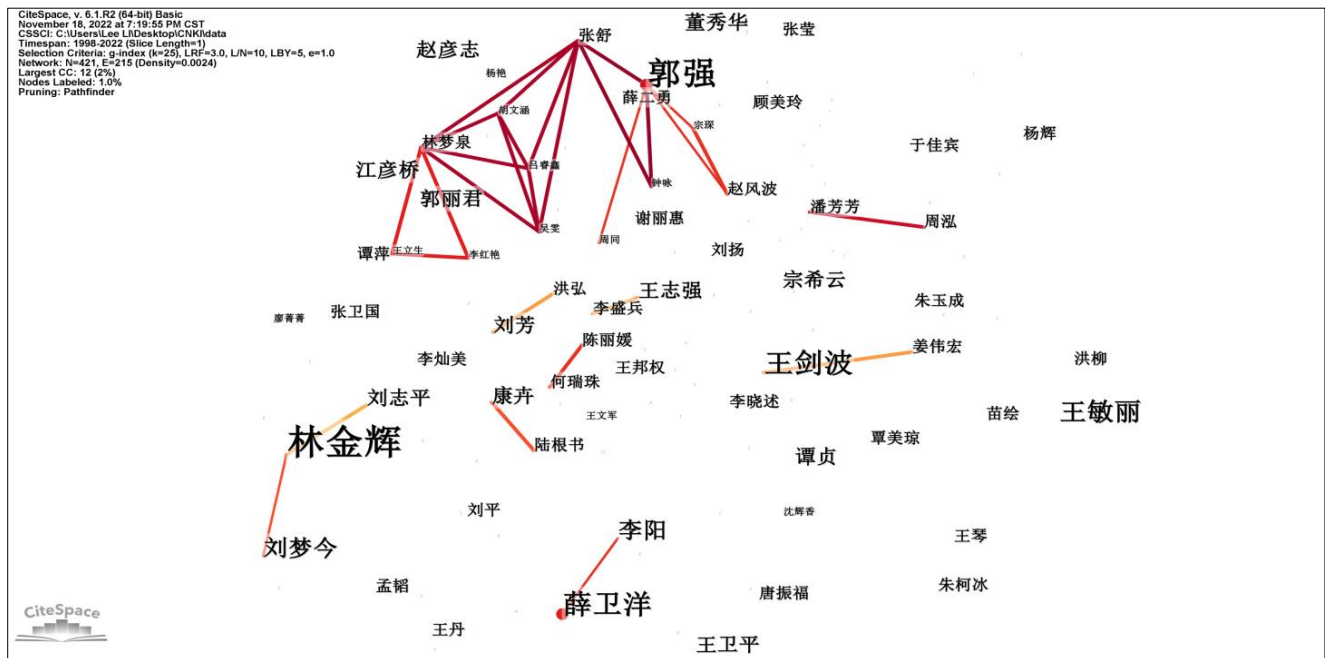 CiteSpace, v. 6.1.R2 (64-bit) Basic
November 18, 2022 at 7:19:55 PM CST
CSSCI: C:\Users\Lee LI\Desktop\CNKI\data
Timespan: 1998-2022 (Slice Length=1)
Selection Criteria: g-index (k=25), LRF=3.0, L/N=10, LBY=5, e=1.0
Network: N=421, E=215 (Density=0.0024)
Largest CC: 12 (2%)
Nodes Labeled: 1.0%
Pruning: Pathfinder
董秀华
张莹
张舒
赵彦志
杨艳
郭强
薛二勇
顾美玲
胡文涵
宗琛
杨辉
林梦泉
于佳宾
江彦桥
吕睿鑫
钟咏
赵风波
郭丽君
潘芳芳
谢丽惠
周泓
吴雯
周同
谭萍
王立生
李红艳
刘扬
宗希云
洪弘
王志强
朱玉成
李盛兵
张卫国
廖菁菁
刘芳
陈丽媛
姜伟宏
李灿美
王邦权
王剑波
洪柳
何瑞珠
刘志平
康卉
李晓述
王文军
苗绘
王敏丽
林金辉
陆根书
覃美琼
谭贞
刘平
沈辉香
李阳
王琴
刘梦今
孟韬
薛卫洋
唐振福
朱柯冰
王丹
王卫平
CiteSpace